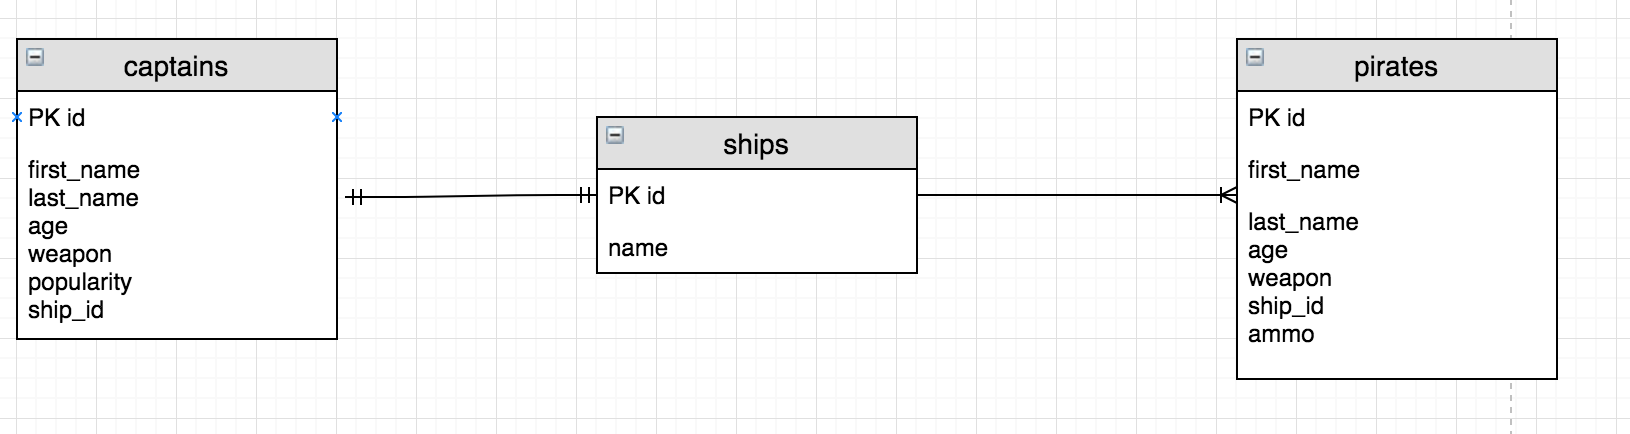 captains
PK id
first_name
last_name
age
weapon
popularity
ship_id
ships
PK id
name
pirates
PK id
first_name
last_name
age
weapon
ship_id
ammo